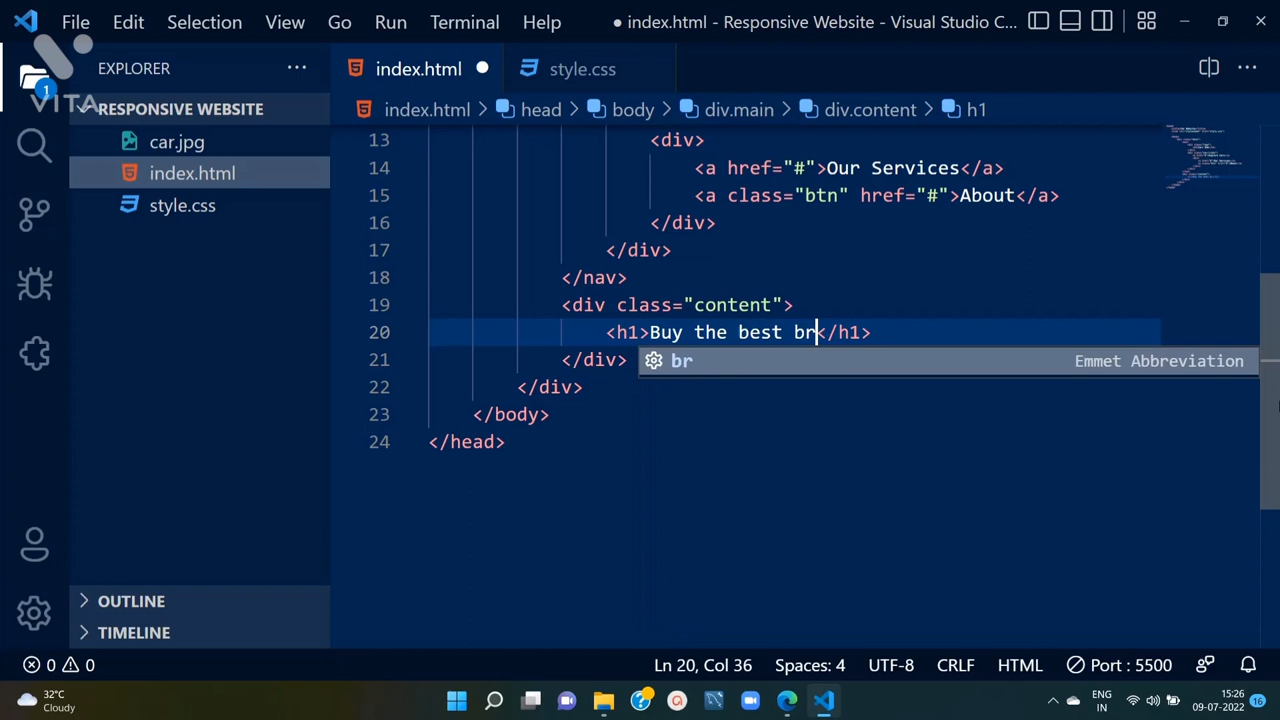 File Edit Selection View Go Run Terminal Help ● index.html - Responsive Website - Visual Studio C...
VITA
EXPLORER ...
index.html ● style.css
RESPONSIVE WEBSITE
index.html > head > body > div.main > div.content > h1
car.jpg
index.html
style.css
13 <div>
14 <a href="#">Our Services</a>
15 <a class="btn" href="#">About</a>
16 </div>
17 </div>
18 </nav>
19 <div class="content">
20 <h1>Buy the best br</h1>
21 </div>
br Emmet Abbreviation
22 </div>
23 </body>
24 </head>
1
OUTLINE
TIMELINE
0 0 Ln 20, Col 36 Spaces: 4 UTF-8 CRLF HTML Port : 5500
32°C
Cloudy
ENG
IN
15:26
09-07-2022
16